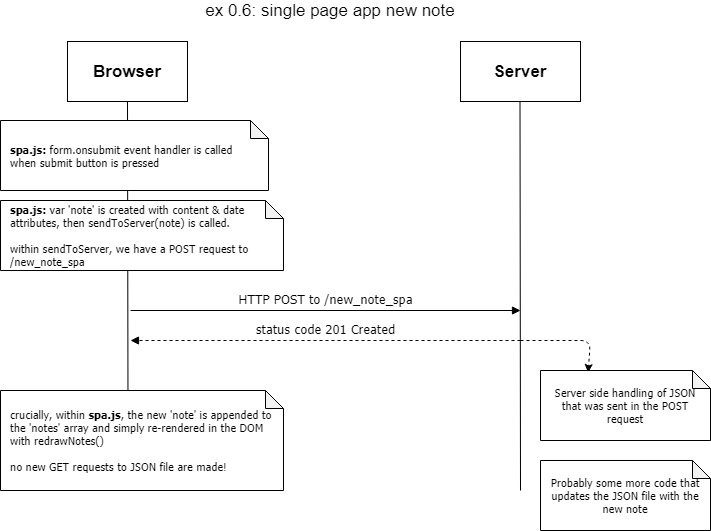 ex 0.6: single page app new note
Browser
Server
spa.js: form.onsubmit event handler is called
when submit button is pressed
spa.js: var 'note' is created with content & date
attributes, then sendToServer(note) is called.
within sendToServer, we have a POST request to
/new_note_spa
HTTP POST to /new_note_spa
status code 201 Created
Server side handling of JSON
that was sent in the POST
request
crucially, within spa.js, the new 'note' is appended to
the 'notes' array and simply re-rendered in the DOM
with redrawNotes()
no new GET requests to JSON file are made!
Probably some more code that
updates the JSON file with the
new note